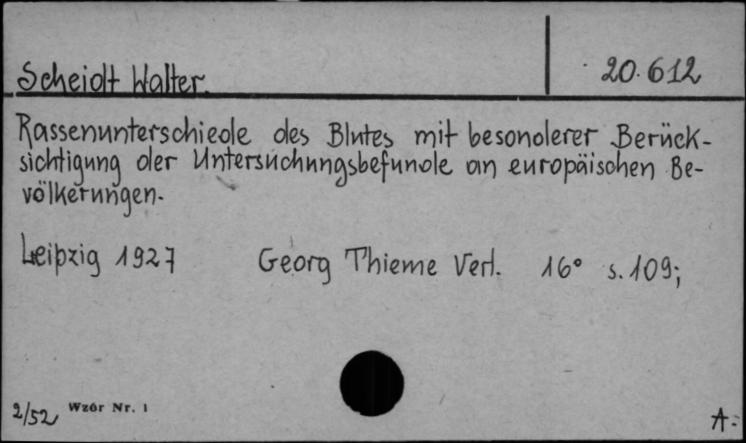 Scheidt Walter.
20.612
Rassenunterschiede des Blutes mit besonderer Berück-
sichtigung der Untersuchungsbefunde an europäischen Be-
völkerungen.
Leipzig 1927 Georg Thieme Verl. 16° s. 109;
2/52 Wzór Nr. 1
A-